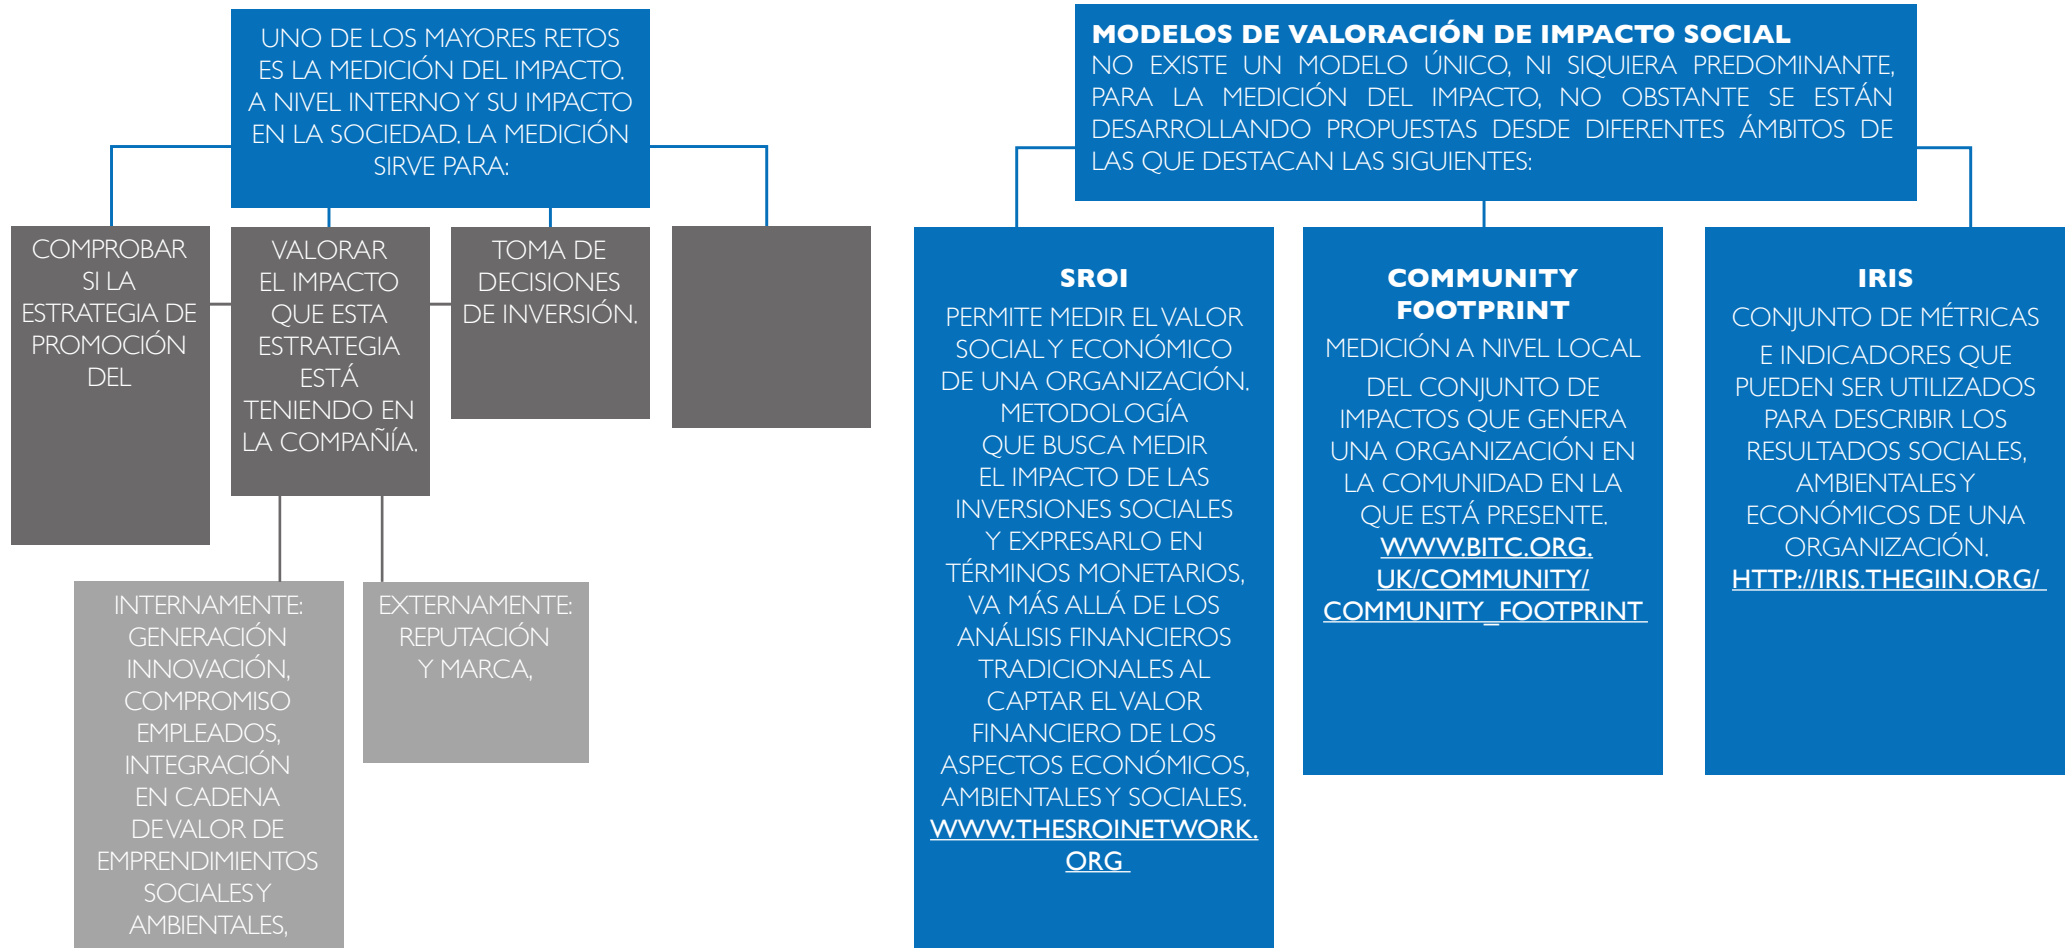 UNO DE LOS MAYORES RETOS
ES LA MEDICIÓN DEL IMPACTO.
A NIVEL INTERNO Y SU IMPACTO
EN LA SOCIEDAD. LA MEDICIÓN
SIRVE PARA:
COMPROBAR
SI LA
ESTRATEGIA DE
PROMOCIÓN
DEL
VALORAR
EL IMPACTO
QUE ESTA
ESTRATEGIA
ESTÁ
TENIENDO EN
LA COMPAÑÍA.
TOMA DE
DECISIONES
DE INVERSIÓN.
INTERNAMENTE:
GENERACIÓN
INNOVACIÓN,
COMPROMISO
EMPLEADOS,
INTEGRACIÓN
EN CADENA
DE VALOR DE
EMPRENDIMIENTOS
SOCIALES Y
AMBIENTALES,
EXTERNAMENTE:
REPUTACIÓN
Y MARCA,
MODELOS DE VALORACIÓN DE IMPACTO SOCIAL
NO EXISTE UN MODELO ÚNICO, NI SIQUIERA PREDOMINANTE,
PARA LA MEDICIÓN DEL IMPACTO, NO OBSTANTE SE ESTÁN
DESARROLLANDO PROPUESTAS DESDE DIFERENTES ÁMBITOS DE
LAS QUE DESTACAN LAS SIGUIENTES:
SROI
PERMITE MEDIR EL VALOR
SOCIAL Y ECONÓMICO
DE UNA ORGANIZACIÓN.
METODOLOGÍA
QUE BUSCA MEDIR
EL IMPACTO DE LAS
INVERSIONES SOCIALES
Y EXPRESARLO EN
TÉRMINOS MONETARIOS,
VA MÁS ALLÁ DE LOS
ANÁLISIS FINANCIEROS
TRADICIONALES AL
CAPTAR EL VALOR
FINANCIERO DE LOS
ASPECTOS ECONÓMICOS,
AMBIENTALES Y SOCIALES.
WWW.THESROINETWORK.
ORG
COMMUNITY
FOOTPRINT
MEDICIÓN A NIVEL LOCAL
DEL CONJUNTO DE
IMPACTOS QUE GENERA
UNA ORGANIZACIÓN EN
LA COMUNIDAD EN LA
QUE ESTÁ PRESENTE.
WWW.BITC.ORG.
UK/COMMUNITY/
COMMUNITY_FOOTPRINT
IRIS
CONJUNTO DE MÉTRICAS
E INDICADORES QUE
PUEDEN SER UTILIZADOS
PARA DESCRIBIR LOS
RESULTADOS SOCIALES,
AMBIENTALES Y
ECONÓMICOS DE UNA
ORGANIZACIÓN.
HTTP://IRIS.THEGIIN.ORG/